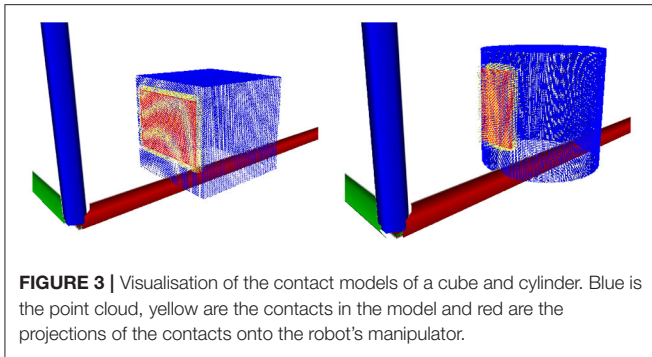 FIGURE 3 | Visualisation of the contact models of a cube and cylinder. Blue is
the point cloud, yellow are the contacts in the model and red are the
projections of the contacts onto the robot's manipulator.